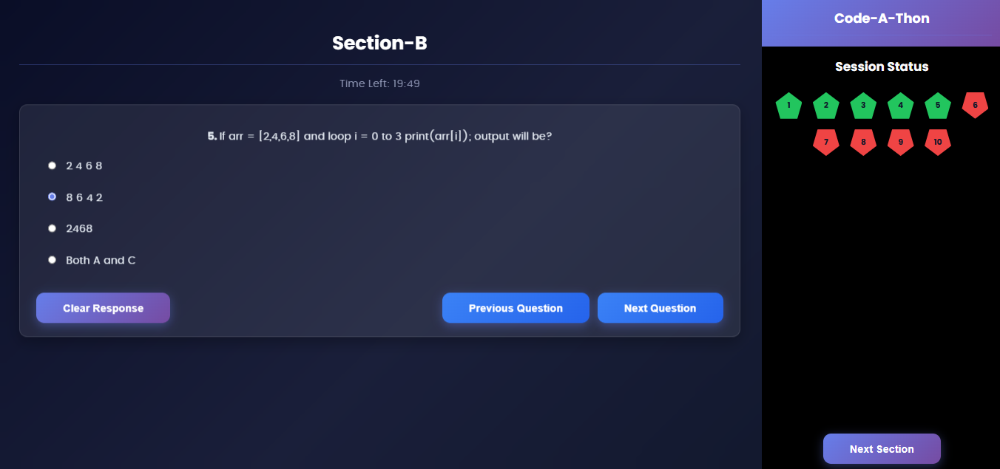 Section-B
Time Left: 19:49
5. If arr = [2,4,6,8] and loop i = 0 to 3 print(arr[i]); output will be?
2 4 6 8
8 6 4 2
2468
Both A and C
Clear Response
Previous Question
Next Question
Code-A-Thon
Session Status
1 2 3 4 5 6
7 8 9 10
Next Section